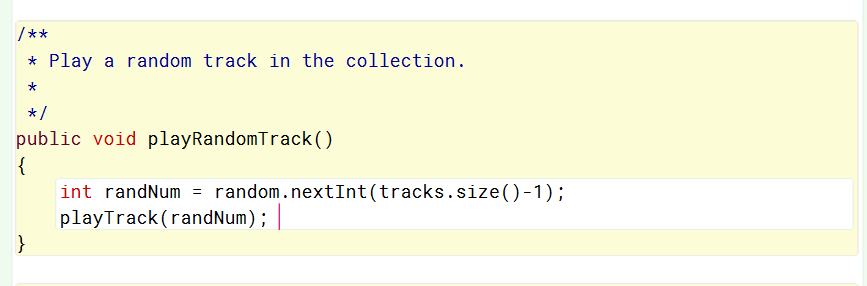 /**
 * Play a random track in the collection.
 *
 */
public void playRandomTrack()
{
    int randNum = random.nextInt(tracks.size()-1);
    playTrack(randNum);
}